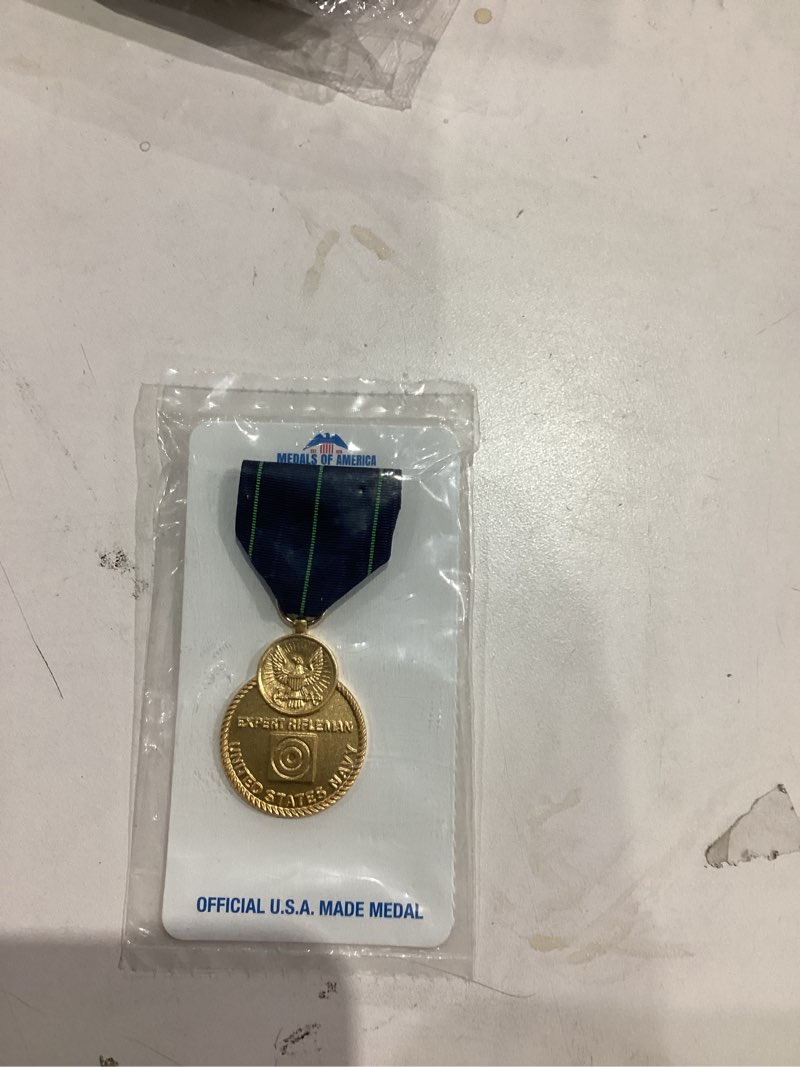 MEDALS OF AMERICA
EXPERT RIFLEMAN
UNITED STATES NAVY
OFFICIAL U.S.A. MADE MEDAL